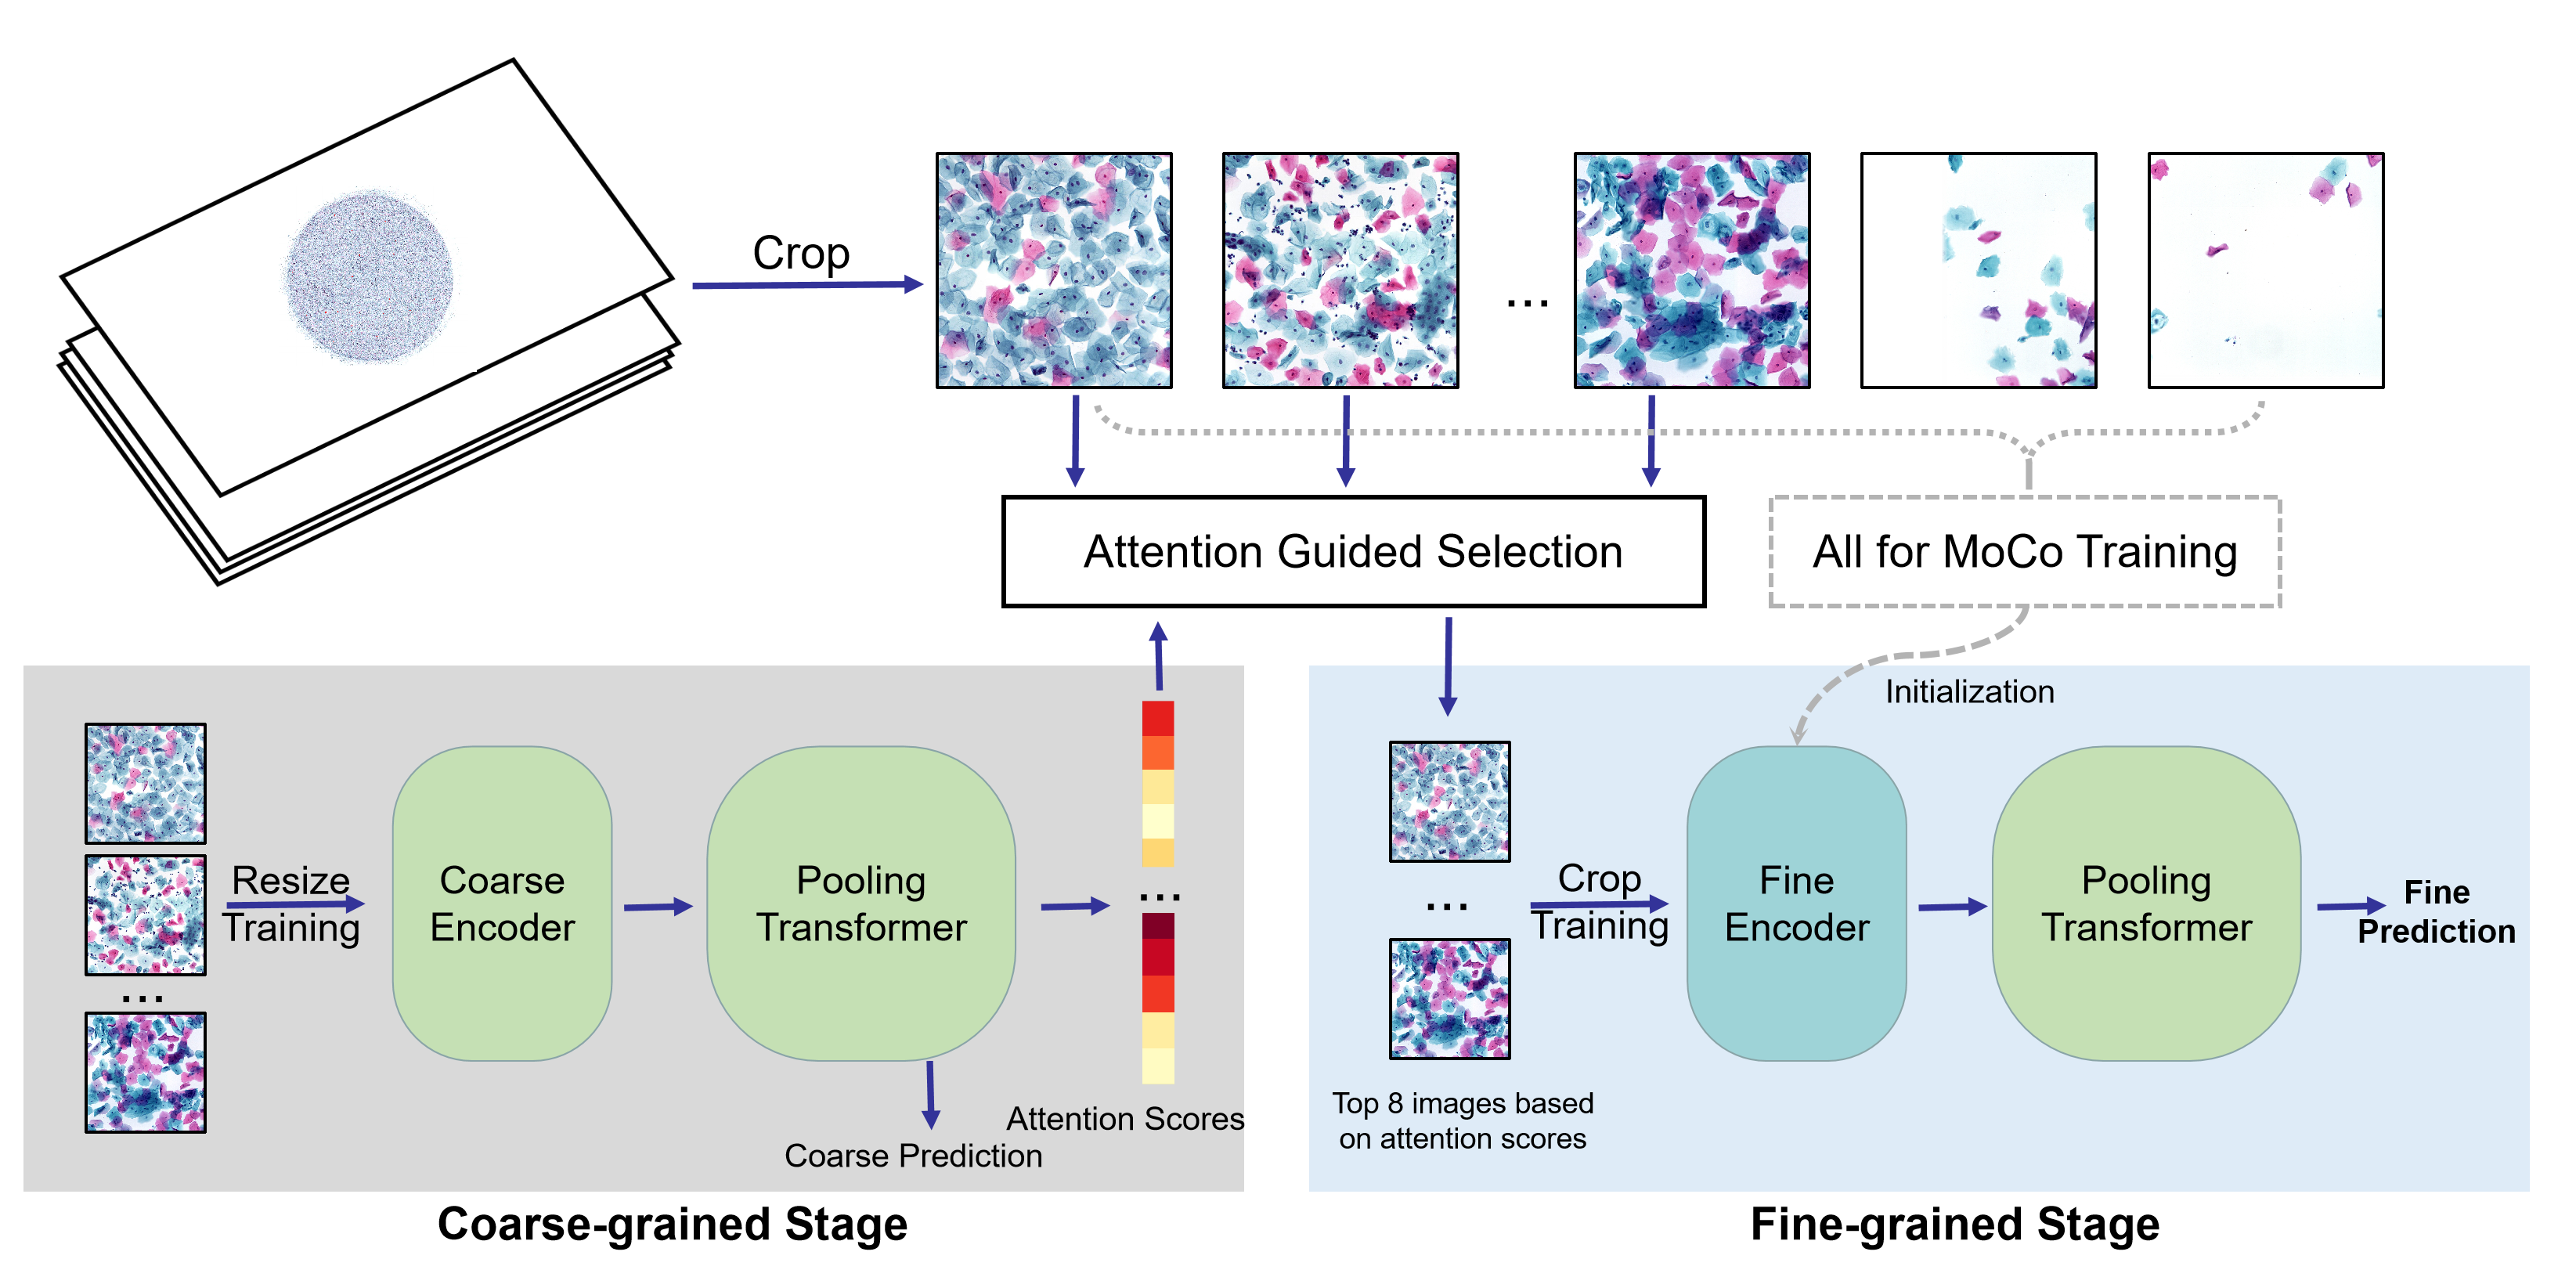 Crop
...
Attention Guided Selection
All for MoCo Training
Initialization
Resize
Training
...
Coarse
Encoder
Pooling
Transformer
...
Attention Scores
Coarse Prediction
Coarse-grained Stage
...
Top 8 images based
on attention scores
Crop
Training
Fine
Encoder
Pooling
Transformer
Fine
Prediction
Fine-grained Stage